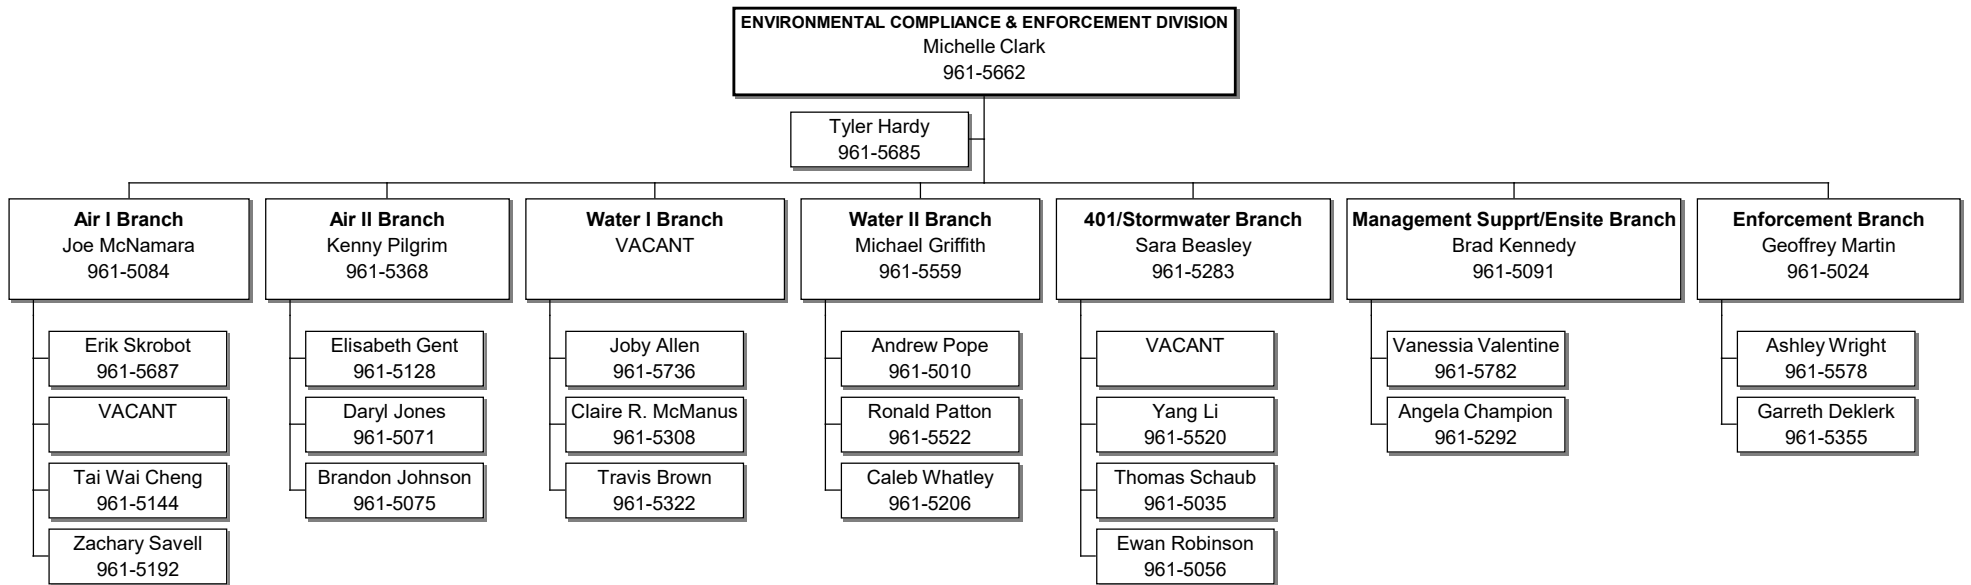 ENVIRONMENTAL COMPLIANCE & ENFORCEMENT DIVISION
Michelle Clark
961-5662
Tyler Hardy
961-5685
Air I Branch
Joe McNamara
961-5084
Erik Skrobot
961-5687
VACANT
Tai Wai Cheng
961-5144
Zachary Savell
961-5192
Air II Branch
Kenny Pilgrim
961-5368
Elisabeth Gent
961-5128
Daryl Jones
961-5071
Brandon Johnson
961-5075
Water I Branch
VACANT
Joby Allen
961-5736
Claire R. McManus
961-5308
Travis Brown
961-5322
Water II Branch
Michael Griffith
961-5559
Andrew Pope
961-5010
Ronald Patton
961-5522
Caleb Whatley
961-5206
401/Stormwater Branch
Sara Beasley
961-5283
VACANT
Yang Li
961-5520
Thomas Schaub
961-5035
Ewan Robinson
961-5056
Management Supprt/Ensite Branch
Brad Kennedy
961-5091
Vanessia Valentine
961-5782
Angela Champion
961-5292
Enforcement Branch
Geoffrey Martin
961-5024
Ashley Wright
961-5578
Garreth Deklerk
961-5355